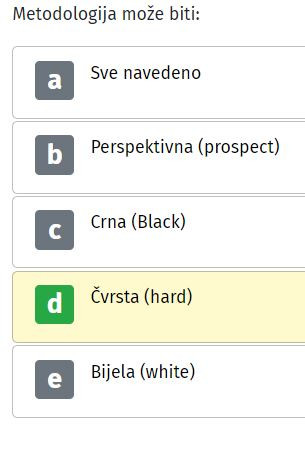 Metodologija može biti:
a Sve navedeno
b Perspektivna (prospect)
c Crna (Black)
d Čvrsta (hard)
e Bijela (white)